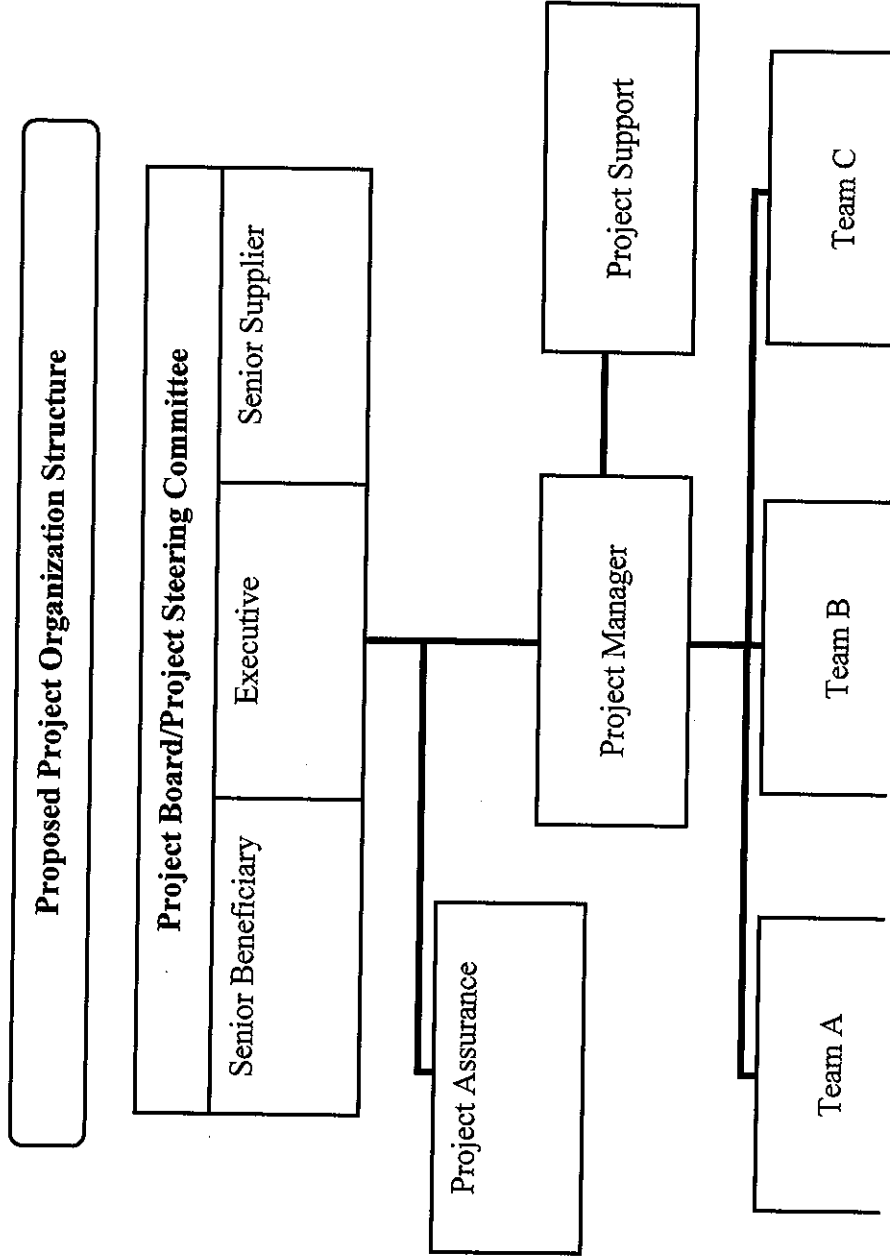 Proposed Project Organization Structure
Project Board/Project Steering Committee
Senior Beneficiary
Executive
Senior Supplier
Project Assurance
Project Manager
Project Support
Team A
Team B
Team C